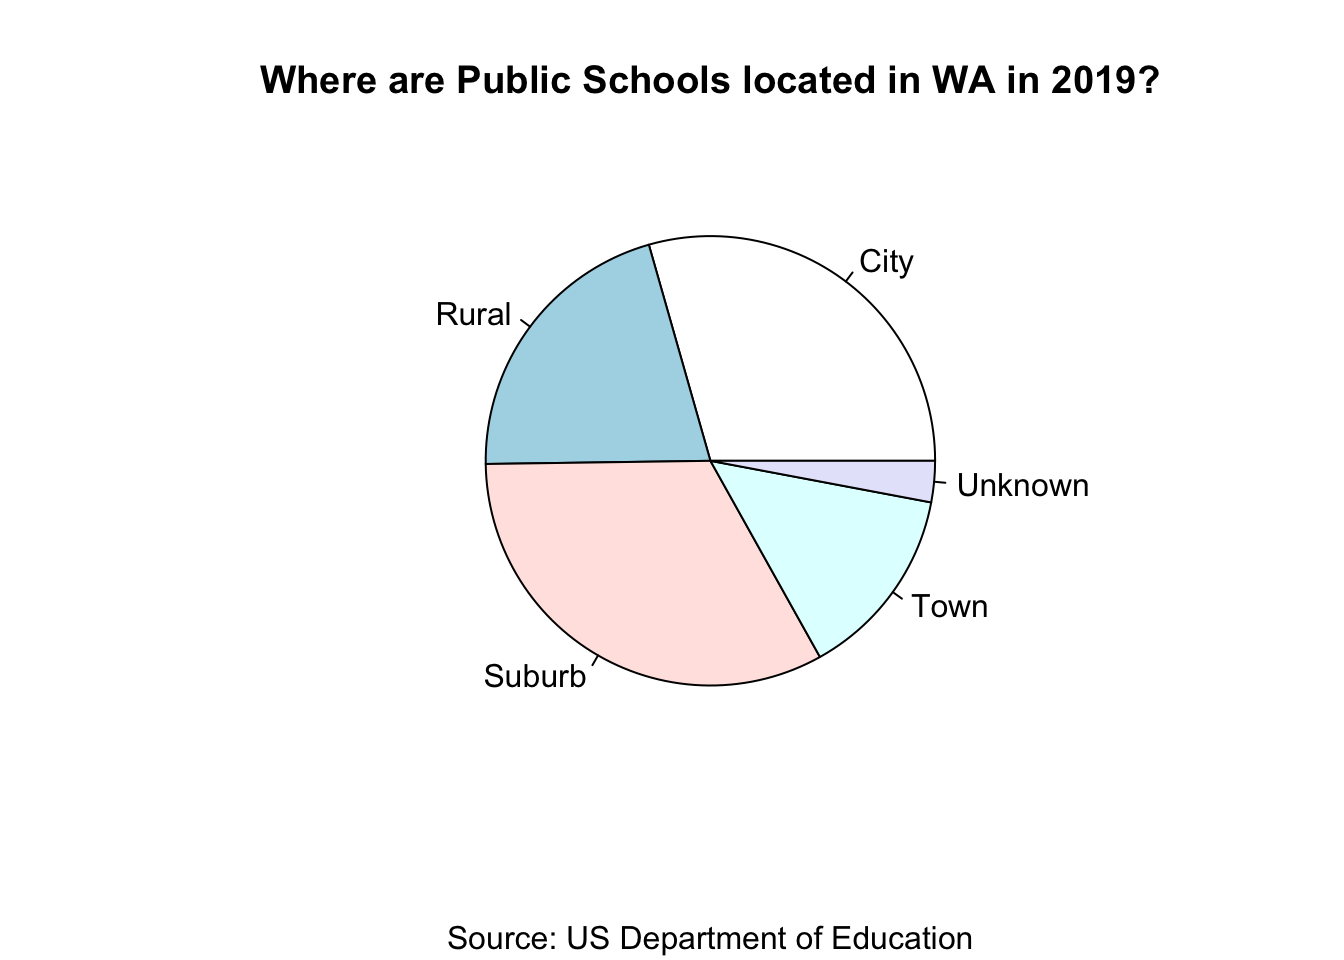 Where are Public Schools located in WA in 2019?
City
Rural
Unknown
Town
Suburb
Source: US Department of Education